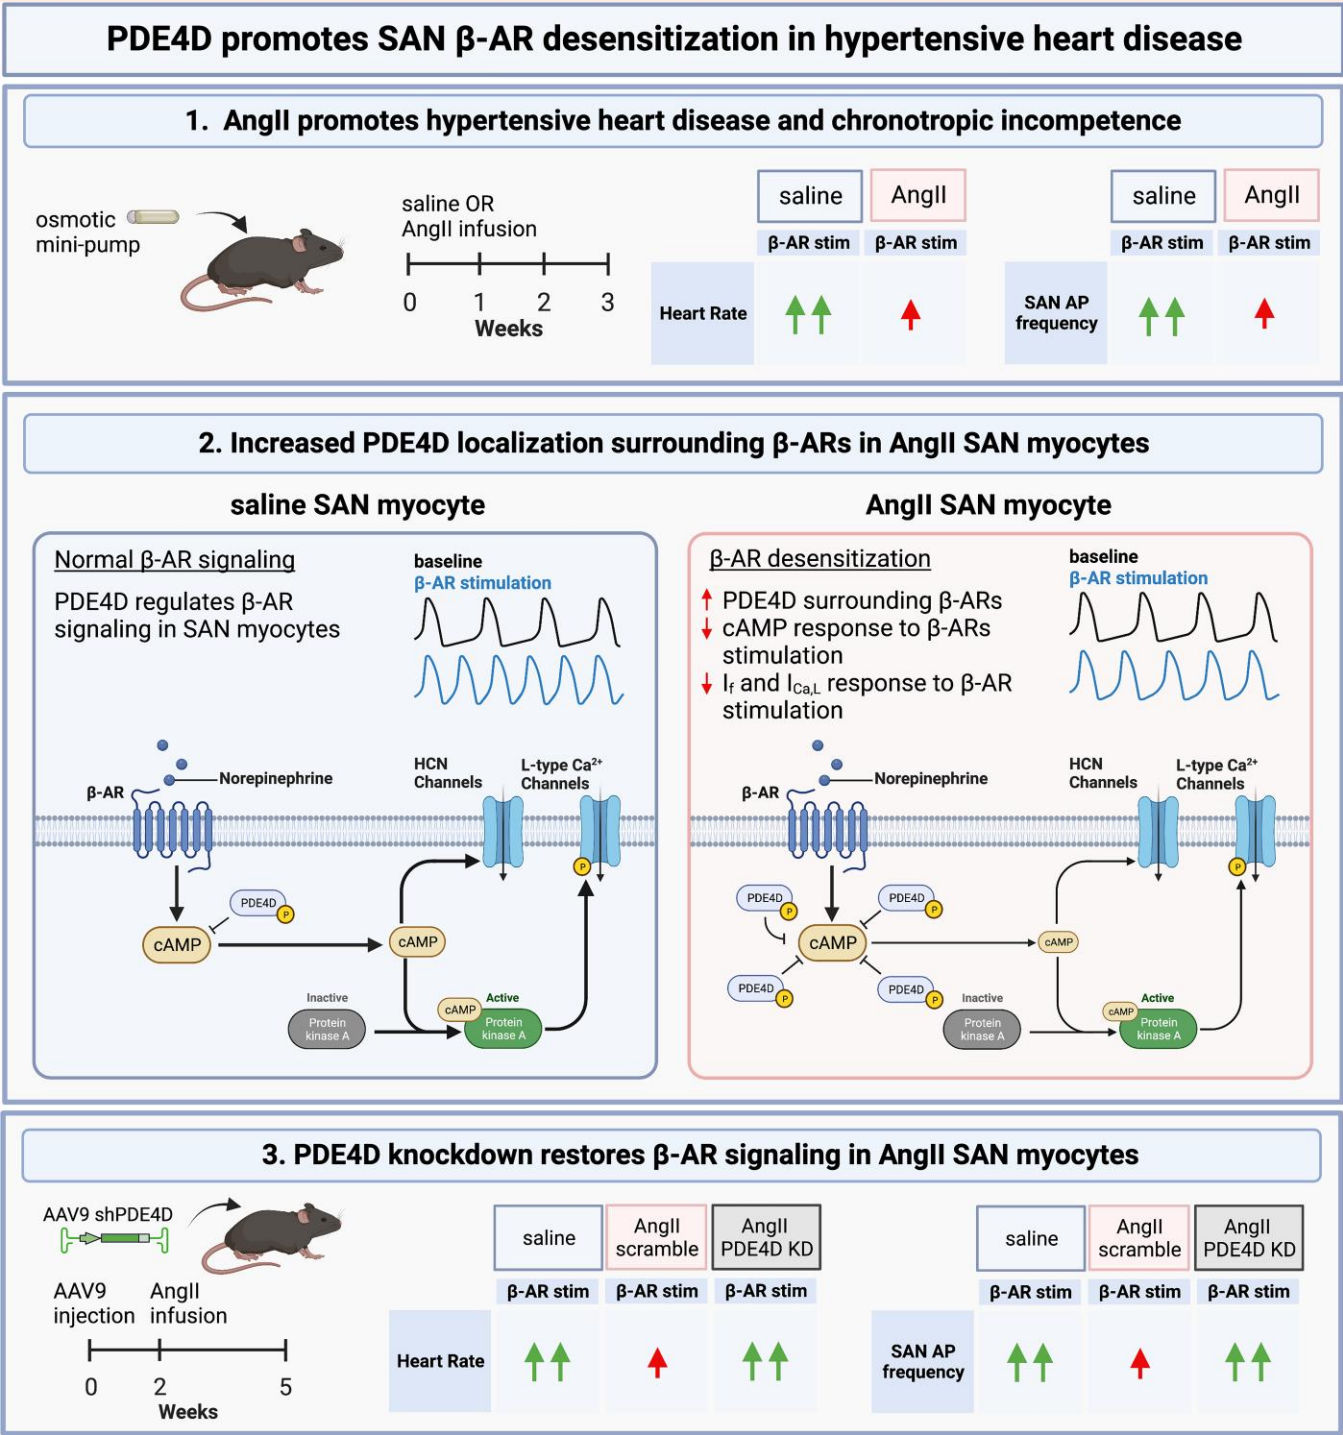 PDE4D promotes SAN β-AR desensitization in hypertensive heart disease
1. AngII promotes hypertensive heart disease and chronotropic incompetence
osmotic
mini-pump
saline OR
AngII infusion
0 1 2 3
Weeks
saline AngII
β-AR stim β-AR stim
Heart Rate
saline AngII
β-AR stim β-AR stim
SAN AP
frequency
2. Increased PDE4D localization surrounding β-ARs in AngII SAN myocytes
saline SAN myocyte
Normal β-AR signaling
PDE4D regulates β-AR
signaling in SAN myocytes
baseline
β-AR stimulation
Norepinephrine
β-AR
HCN
Channels
L-type Ca²⁺
Channels
P
PDE4D
P
cAMP
cAMP
Inactive
Protein
kinase A
cAMP
Active
Protein
kinase A
AngII SAN myocyte
β-AR desensitization
PDE4D surrounding β-ARs
cAMP response to β-ARs
stimulation
If and ICa,L response to β-AR
stimulation
baseline
β-AR stimulation
Norepinephrine
β-AR
HCN
Channels
L-type Ca²⁺
Channels
P
PDE4D
P
PDE4D
P
cAMP
cAMP
PDE4D
P
PDE4D
P
Inactive
Protein
kinase A
cAMP
Active
Protein
kinase A
3. PDE4D knockdown restores β-AR signaling in AngII SAN myocytes
AAV9 shPDE4D
AAV9
injection
AngII
infusion
0 2 5
Weeks
saline
AngII
scramble
AngII
PDE4D KD
β-AR stim β-AR stim β-AR stim
Heart Rate
saline
AngII
scramble
AngII
PDE4D KD
β-AR stim β-AR stim β-AR stim
SAN AP
frequency